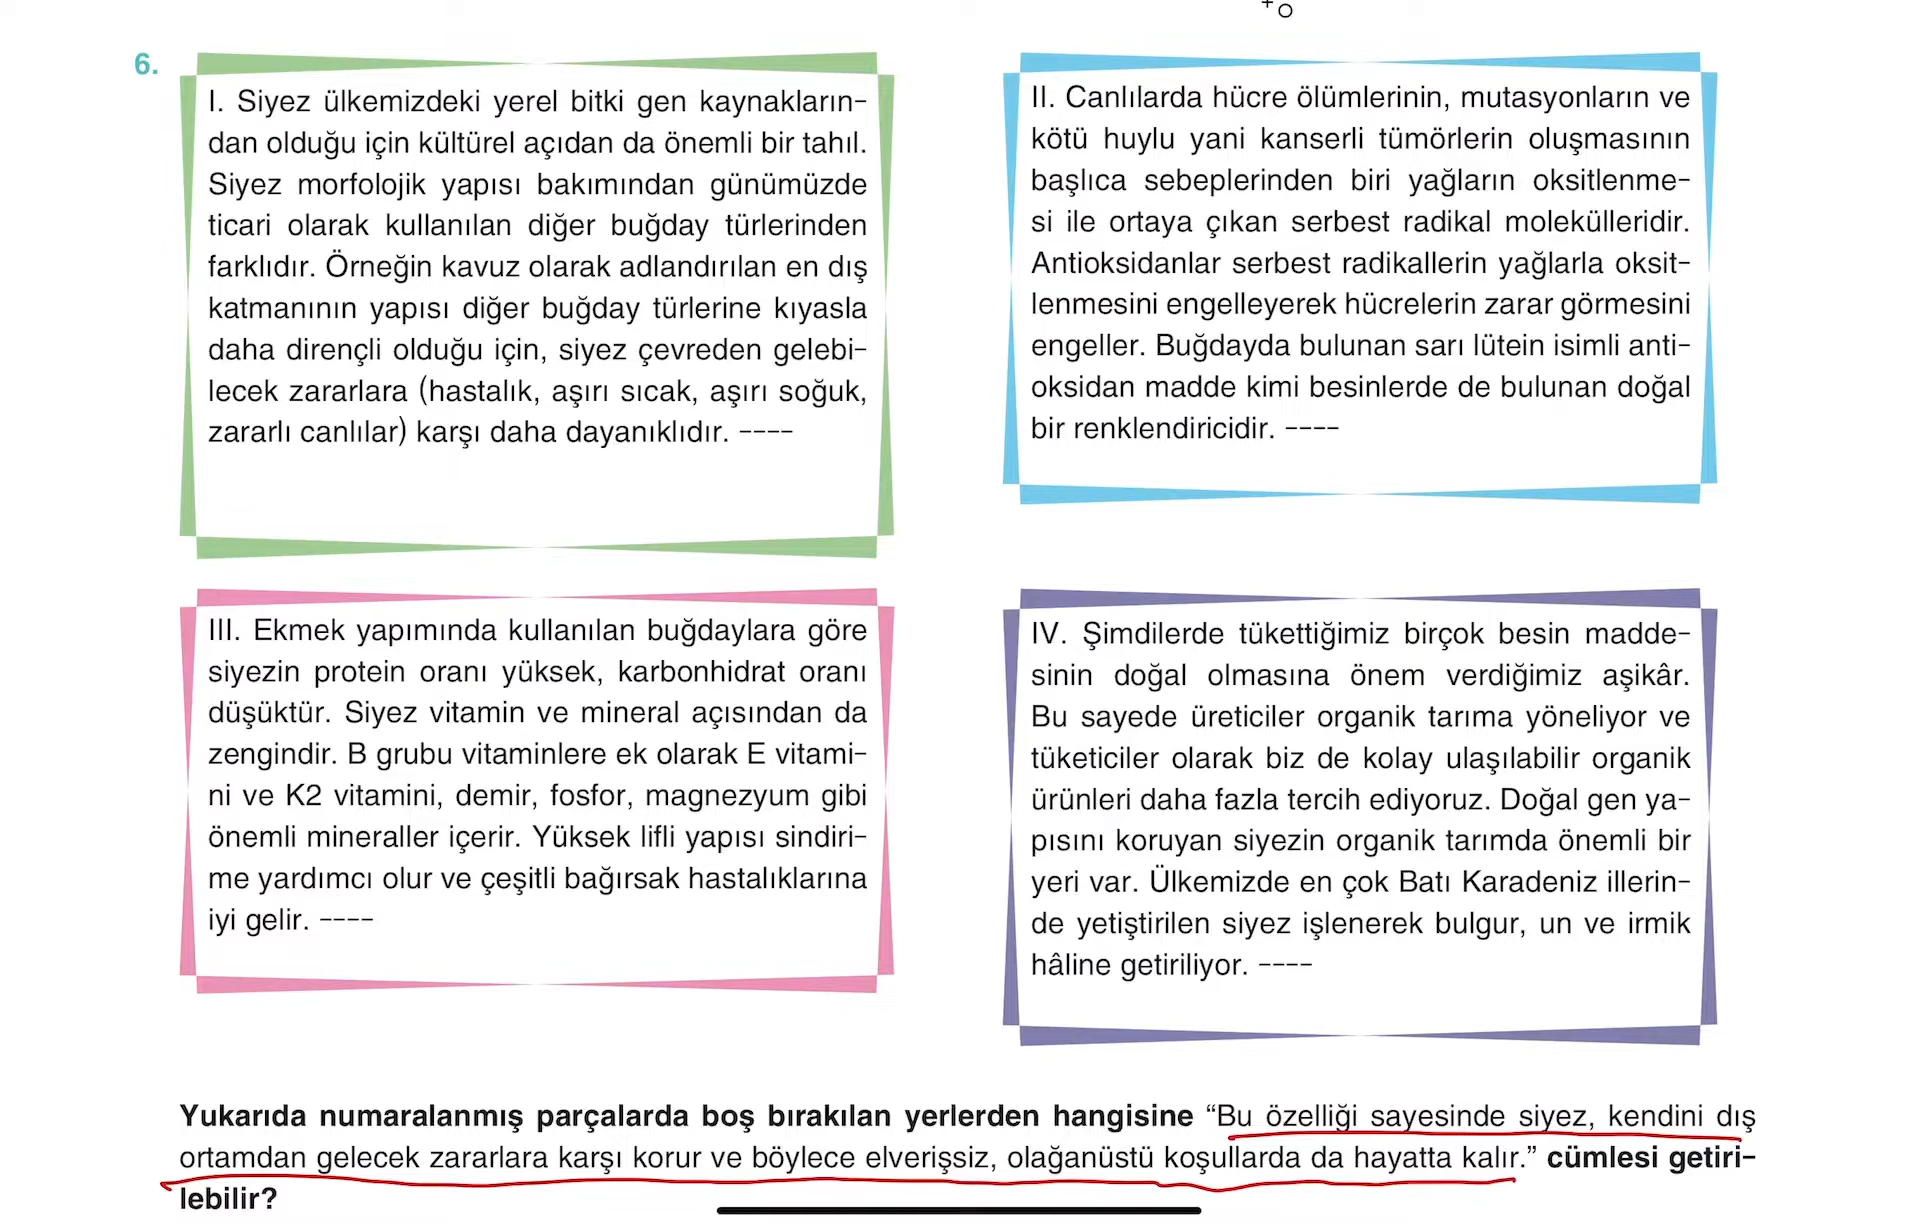 6.
I. Siyez ülkemizdeki yerel bitki gen kaynakların-
dan olduğu için kültürel açıdan da önemli bir tahıl.
Siyez morfolojik yapısı bakımından günümüzde
ticari olarak kullanılan diğer buğday türlerinden
farklıdır. Örneğin kavuz olarak adlandırılan en dış
katmanının yapısı diğer buğday türlerine kıyasla
daha dirençli olduğu için, siyez çevreden gelebi-
lecek zararlara (hastalık, aşırı sıcak, aşırı soğuk,
zararlı canlılar) karşı daha dayanıklıdır. ----
II. Canlılarda hücre ölümlerinin, mutasyonların ve
kötü huylu yani kanserli tümörlerin oluşmasının
başlıca sebeplerinden biri yağların oksitlenme-
si ile ortaya çıkan serbest radikal molekülleridir.
Antioksidanlar serbest radikallerin yağlarla oksit-
lenmesini engelleyerek hücrelerin zarar görmesini
engeller. Buğdayda bulunan sarı lütein isimli anti-
oksidan madde kimi besinlerde de bulunan doğal
bir renklendiricidir. ----
III. Ekmek yapımında kullanılan buğdaylara göre
siyezin protein oranı yüksek, karbonhidrat oranı
düşüktür. Siyez vitamin ve mineral açısından da
zengindir. B grubu vitaminlere ek olarak E vitami-
ni ve K2 vitamini, demir, fosfor, magnezyum gibi
önemli mineraller içerir. Yüksek lifli yapısı sindiri-
me yardımcı olur ve çeşitli bağırsak hastalıklarına
iyi gelir. ----
IV. Şimdilerde tükettiğimiz birçok besin madde-
sinin doğal olmasına önem verdiğimiz aşikâr.
Bu sayede üreticiler organik tarıma yöneliyor ve
tüketiciler olarak biz de kolay ulaşılabilir organik
ürünleri daha fazla tercih ediyoruz. Doğal gen ya-
pısını koruyan siyezin organik tarımda önemli bir
yeri var. Ülkemizde en çok Batı Karadeniz illerin-
de yetiştirilen siyez işlenerek bulgur, un ve irmik
hâline getiriliyor. ----
Yukarıda numaralanmış parçalarda boş bırakılan yerlerden hangisine “Bu özelliği sayesinde siyez, kendini dış
ortamdan gelecek zararlara karşı korur ve böylece elverişsiz, olağanüstü koşullarda da hayatta kalır.” cümlesi getiri-
lebilir?